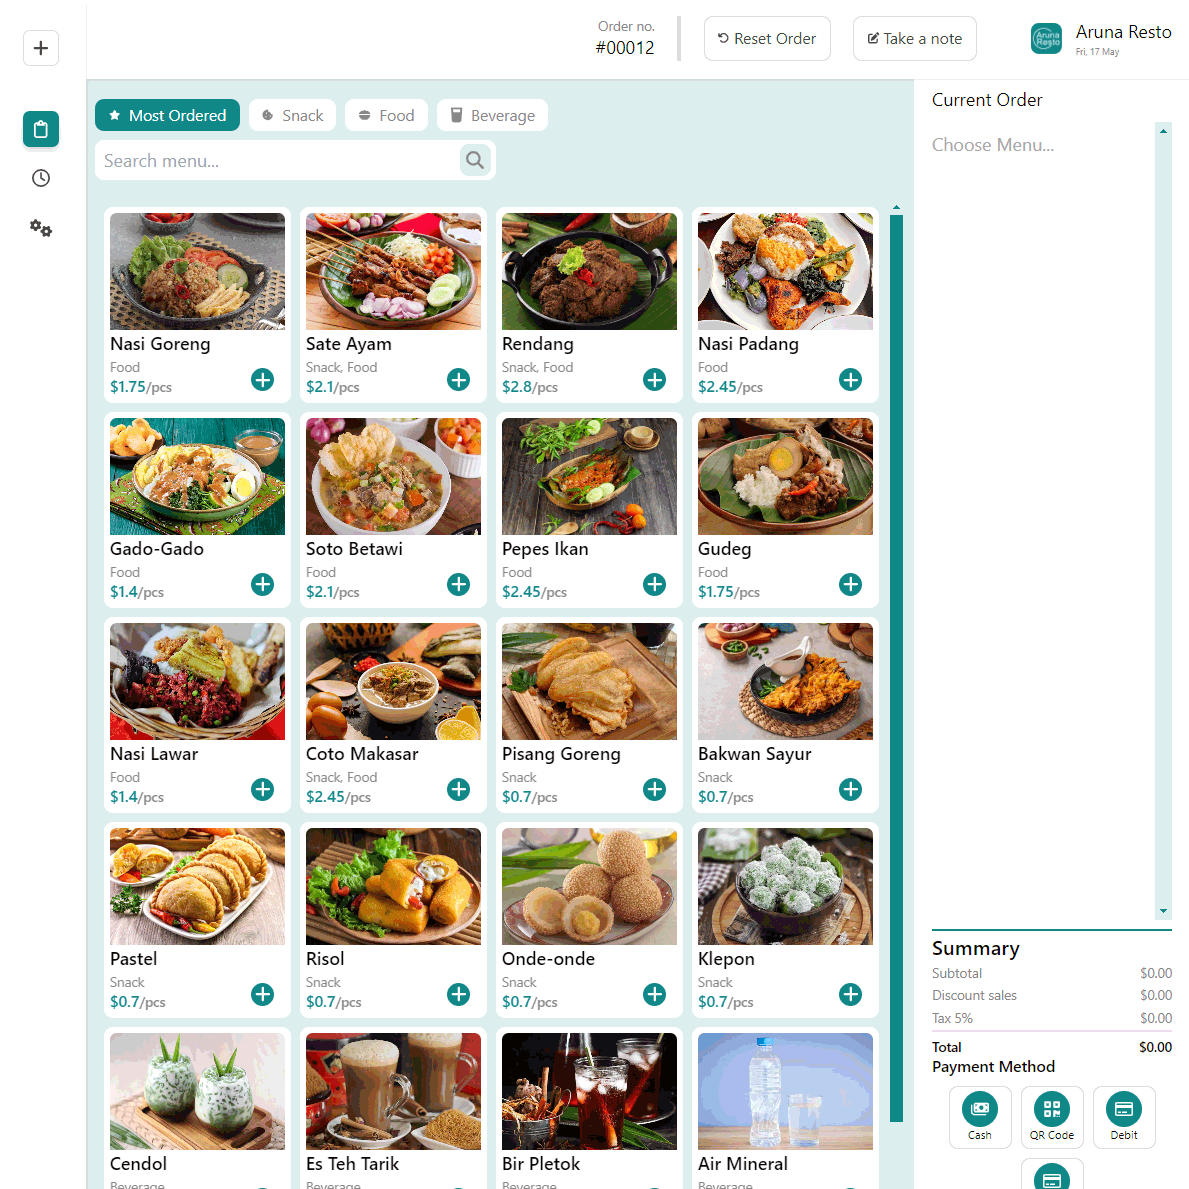 Order no.
#00012
Reset Order
Take a note
Aruna Resto
Aruna Resto
Fri, 17 May
Most Ordered
Snack
Food
Beverage
Search menu...
Nasi Goreng
Food
$1.75/pcs
Sate Ayam
Snack, Food
$2.1/pcs
Rendang
Snack, Food
$2.8/pcs
Nasi Padang
Food
$2.45/pcs
Gado-Gado
Food
$1.4/pcs
Soto Betawi
Food
$2.1/pcs
Pepes Ikan
Food
$2.45/pcs
Gudeg
Food
$1.75/pcs
Nasi Lawar
Food
$1.4/pcs
Coto Makasar
Snack, Food
$2.45/pcs
Pisang Goreng
Snack
$0.7/pcs
Bakwan Sayur
Snack
$0.7/pcs
Pastel
Snack
$0.7/pcs
Risol
Snack
$0.7/pcs
Onde-onde
Snack
$0.7/pcs
Klepon
Snack
$0.7/pcs
Cendol
Beverage
Es Teh Tarik
Beverage
Bir Pletok
Beverage
Air Mineral
Beverage
Current Order
Choose Menu...
Summary
Subtotal $0.00
Discount sales $0.00
Tax 5% $0.00
Total $0.00
Payment Method
Cash
QR Code
Debit